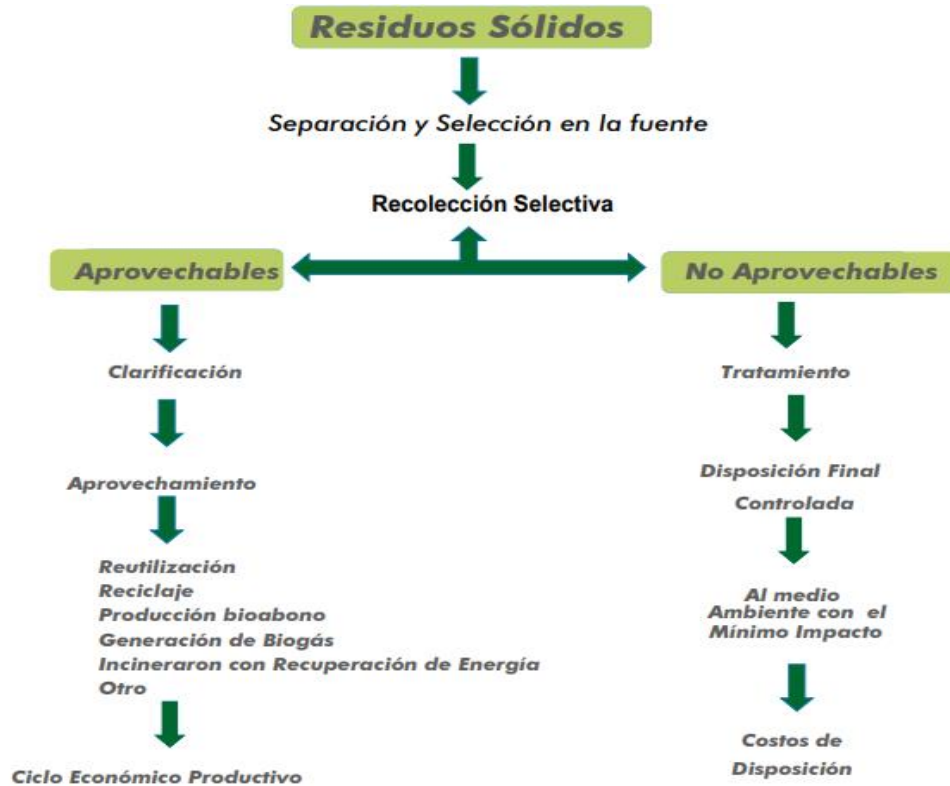 Residuos Sólidos
Separación y Selección en la fuente
Recolección Selectiva
Aprovechables
No Aprovechables
Clarificación
Tratamiento
Aprovechamiento
Disposición Final
Controlada
Reutilización
Reciclaje
Producción bioabono
Generación de Biogás
Incineraron con Recuperación de Energía
Otro
Al medio
Ambiente con el
Mínimo Impacto
Ciclo Económico Productivo
Costos de
Disposición